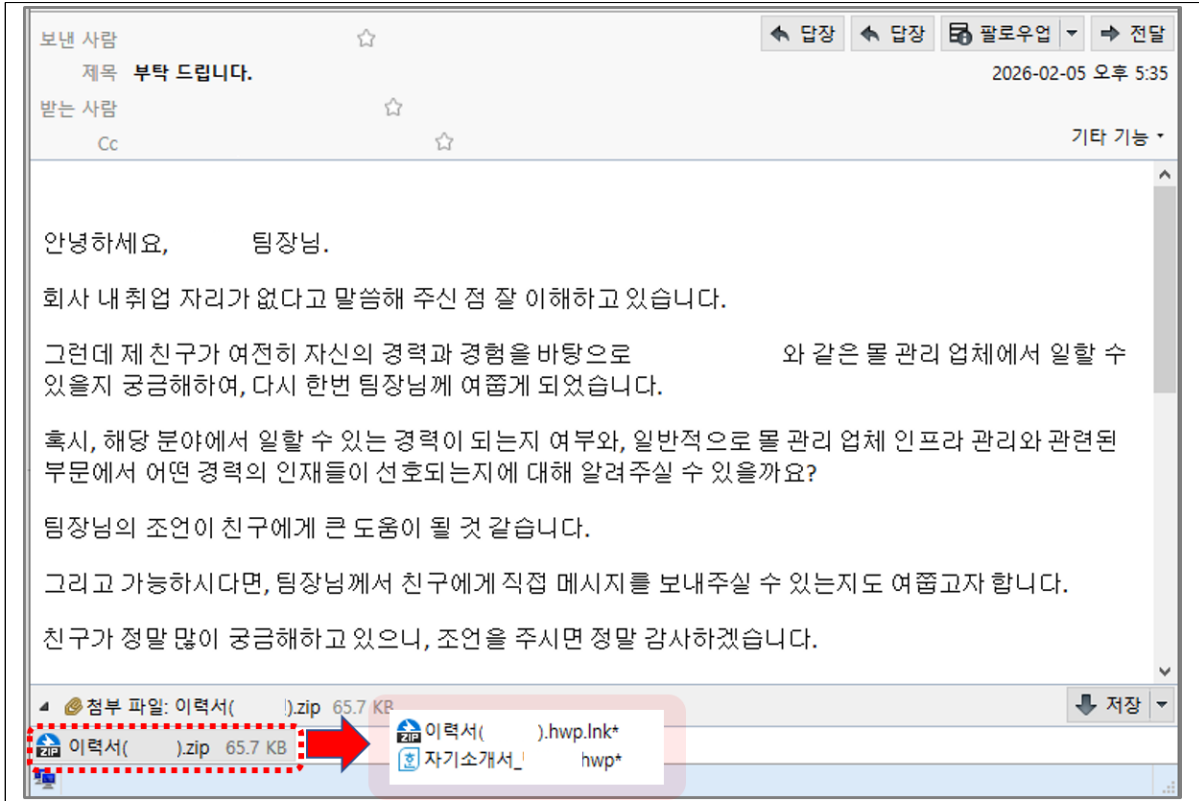 보낸 사람
답장 답장 팔로우업 전달
제목 부탁 드립니다.
2026-02-05 오후 5:35
받는 사람
Cc
기타 기능
안녕하세요, 팀장님.
회사 내 취업 자리가 없다고 말씀해 주신 점 잘 이해하고 있습니다.
그런데 제 친구가 여전히 자신의 경력과 경험을 바탕으로 와 같은 몰 관리 업체에서 일할 수
있을지 궁금해하여, 다시 한번 팀장님께 여쭙게 되었습니다.
혹시, 해당 분야에서 일할 수 있는 경력이 되는지 여부와, 일반적으로 몰 관리 업체 인프라 관리와 관련된
부문에서 어떤 경력의 인재들이 선호되는지에 대해 알려주실 수 있을까요?
팀장님의 조언이 친구에게 큰 도움이 될 것 같습니다.
그리고 가능하시다면, 팀장님께서 친구에게 직접 메시지를 보내주실 수 있는지도 여쭙고자 합니다.
친구가 정말 많이 궁금해하고 있으니, 조언을 주시면 정말 감사하겠습니다.
첨부 파일: 이력서( ).zip 65.7 KB
저장
ZIP 이력서( ).zip 65.7 KB
ZIP 이력서( ).hwp.lnk*
자기소개서_ hwp*